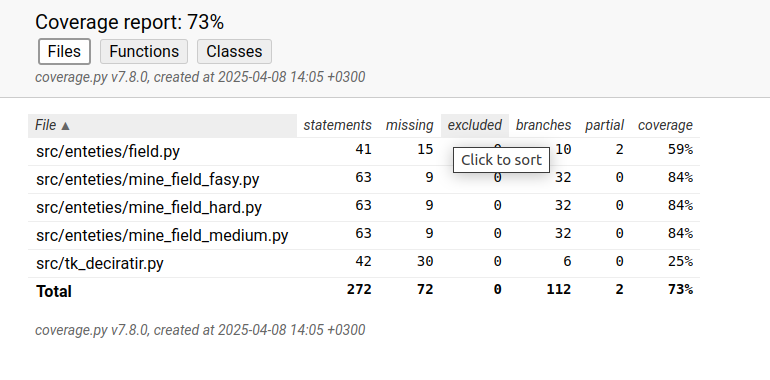 Coverage report: 73%
Files Functions Classes
coverage.py v7.8.0, created at 2025-04-08 14:05 +0300
File ▲ statements missing excluded branches partial coverage
src/enteties/field.py 41 15 0 10 2 59%
Click to sort
src/enteties/mine_field_fasy.py 63 9 0 32 0 84%
src/enteties/mine_field_hard.py 63 9 0 32 0 84%
src/enteties/mine_field_medium.py 63 9 0 32 0 84%
src/tk_deciratir.py 42 30 0 6 0 25%
Total 272 72 0 112 2 73%
coverage.py v7.8.0, created at 2025-04-08 14:05 +0300